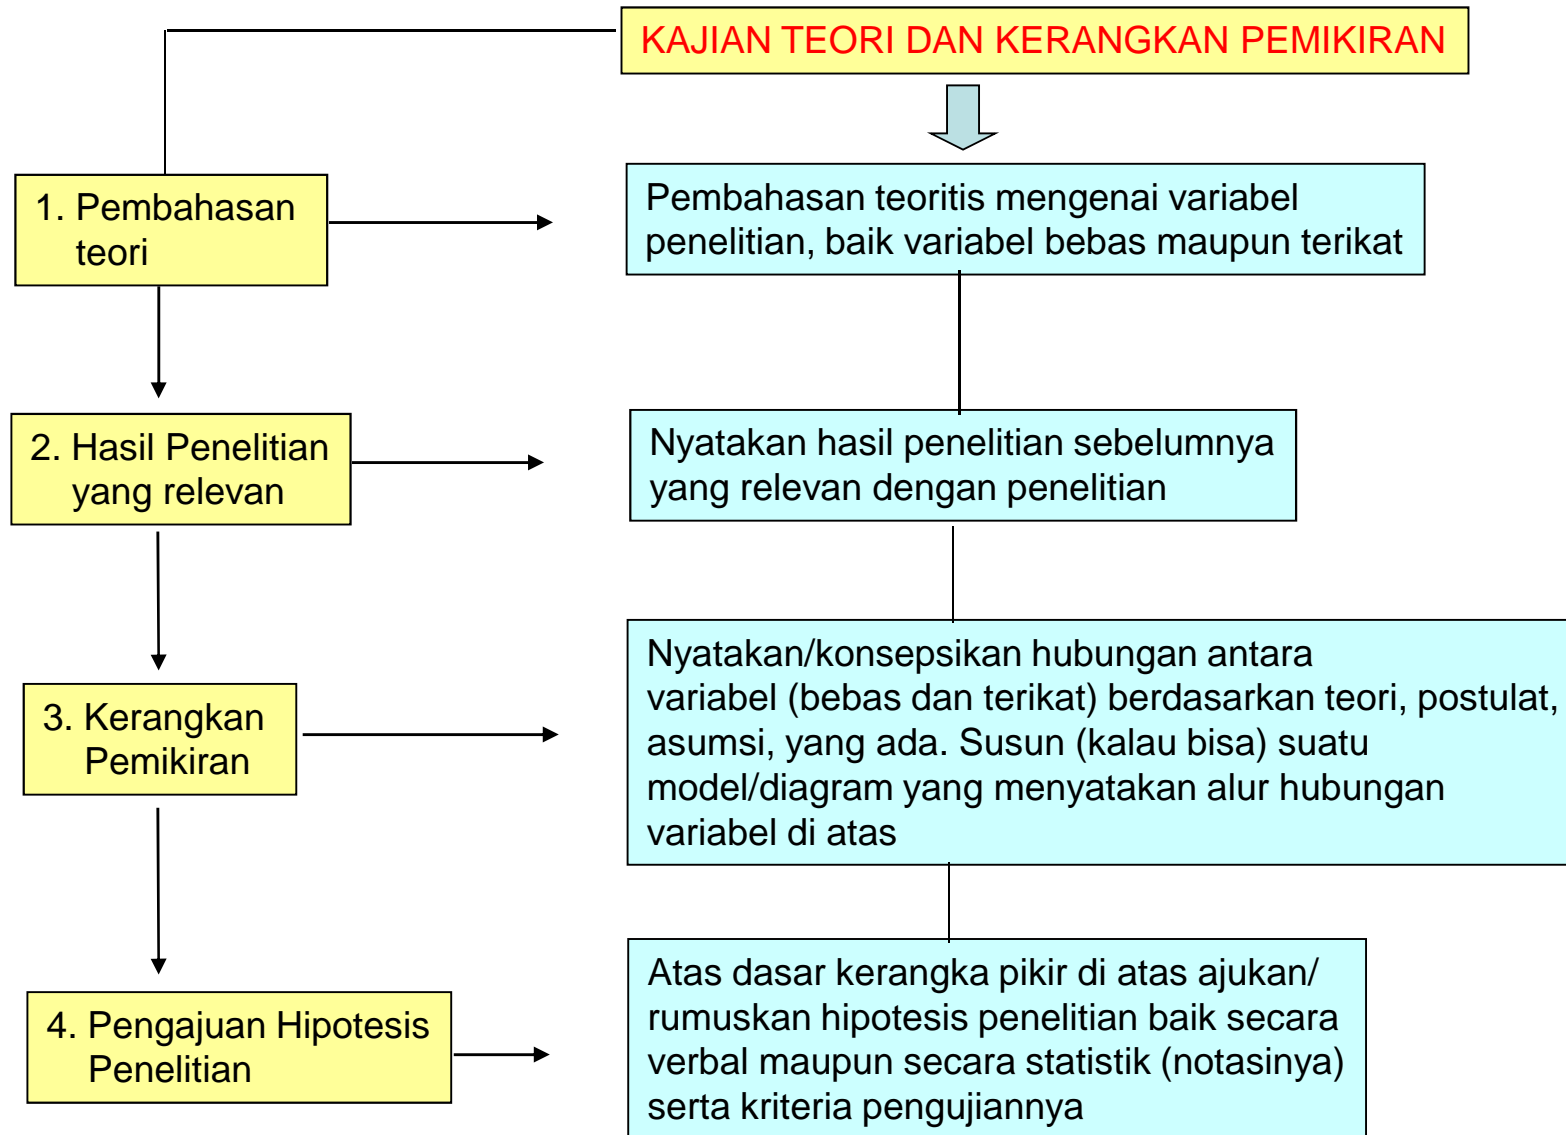 KAJIAN TEORI DAN KERANGKAN PEMIKIRAN
1. Pembahasan
teori
Pembahasan teoritis mengenai variabel
penelitian, baik variabel bebas maupun terikat
2. Hasil Penelitian
yang relevan
Nyatakan hasil penelitian sebelumnya
yang relevan dengan penelitian
3. Kerangkan
Pemikiran
Nyatakan/konsepsikan hubungan antara
variabel (bebas dan terikat) berdasarkan teori, postulat,
asumsi, yang ada. Susun (kalau bisa) suatu
model/diagram yang menyatakan alur hubungan
variabel di atas
4. Pengajuan Hipotesis
Penelitian
Atas dasar kerangka pikir di atas ajukan/
rumuskan hipotesis penelitian baik secara
verbal maupun secara statistik (notasinya)
serta kriteria pengujiannya